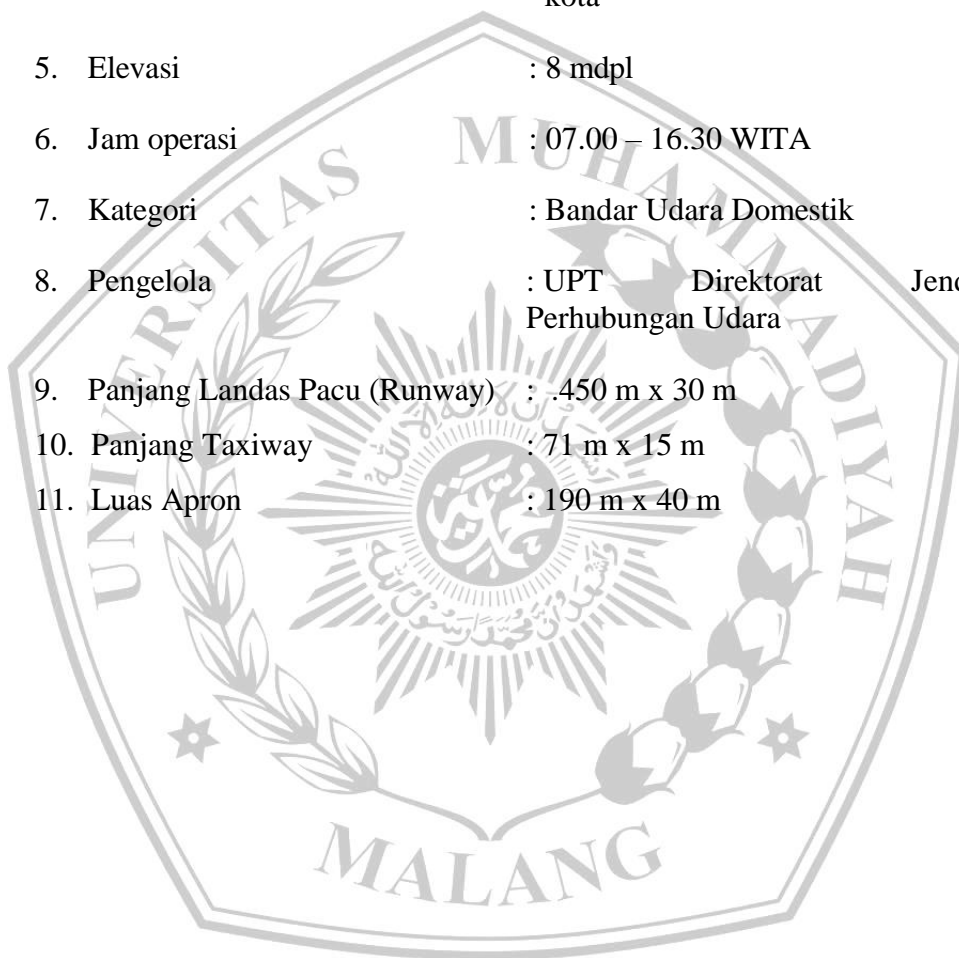 kota
5. Elevasi : 8 mdpl
6. Jam operasi : 07.00 – 16.30 WITA
7. Kategori : Bandar Udara Domestik
8. Pengelola : UPT Direktorat Jend
Perhubungan Udara
9. Panjang Landas Pacu (Runway) : .450 m x 30 m
10. Panjang Taxiway : 71 m x 15 m
11. Luas Apron : 190 m x 40 m
UNIVERSITAS MUHAMMADIYAH
MALANG